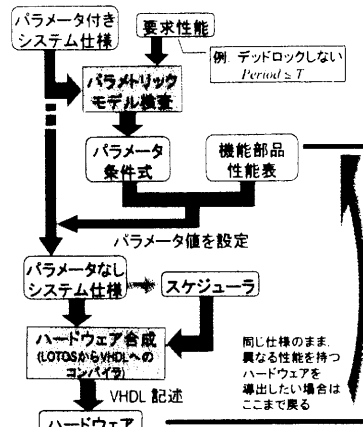 パラメータ付き
システム仕様
要求性能
例. デッドロックしない
Period ≦ T
パラメトリック
モデル検査
パラメータ
条件式
機能部品
性能表
パラメータ値を設定
パラメータなし
システム仕様
スケジューラ
ハードウェア合成
(LOTOSからVHDLへの
コンパイラ)
同じ仕様のまま,
異なる性能を持つ
ハードウェアを
導出したい場合は
ここまで戻る
VHDL 記述
ハードウェア